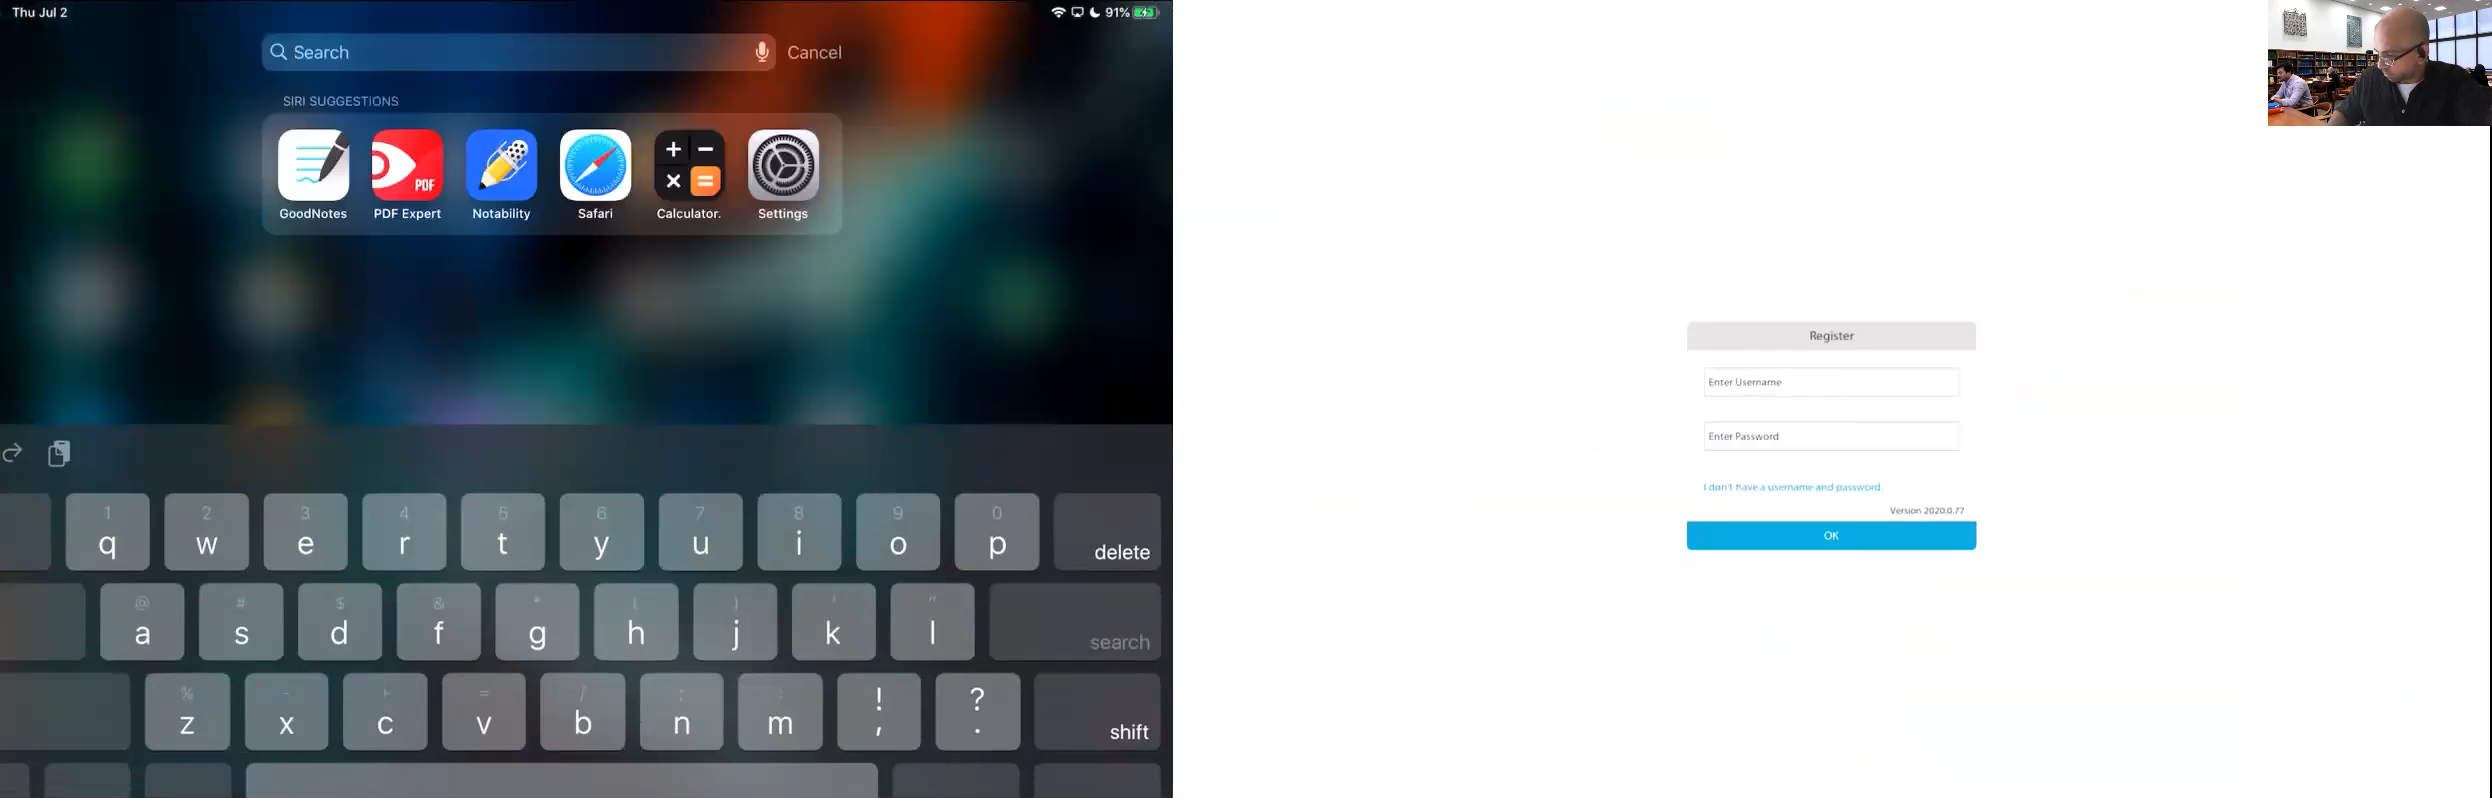 Thu Jul 2
91%
Search
Cancel
SIRI SUGGESTIONS
PDF
GoodNotes
PDF Expert
Notability
Safari
Calculator.
Settings
1 2 3 4 5 6 7 8 9 0
q w e r t y u i o p delete
@ # $ & * ( ) ' "
a s d f g h j k l search
% - + = / : ; ! ?
z x c v b n m , . shift
Register
Enter Username
Enter Password
I don't have a username and password.
Version 2020.0.77
OK